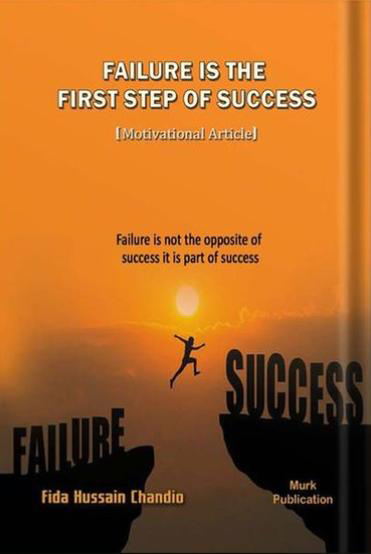 FAILURE IS THE
FIRST STEP OF SUCCESS
[Motivational Article]
Failure is not the opposite of
success it is part of success
SUCCESS
FAILURE
Fida Hussain Chandio
Murk
Publication